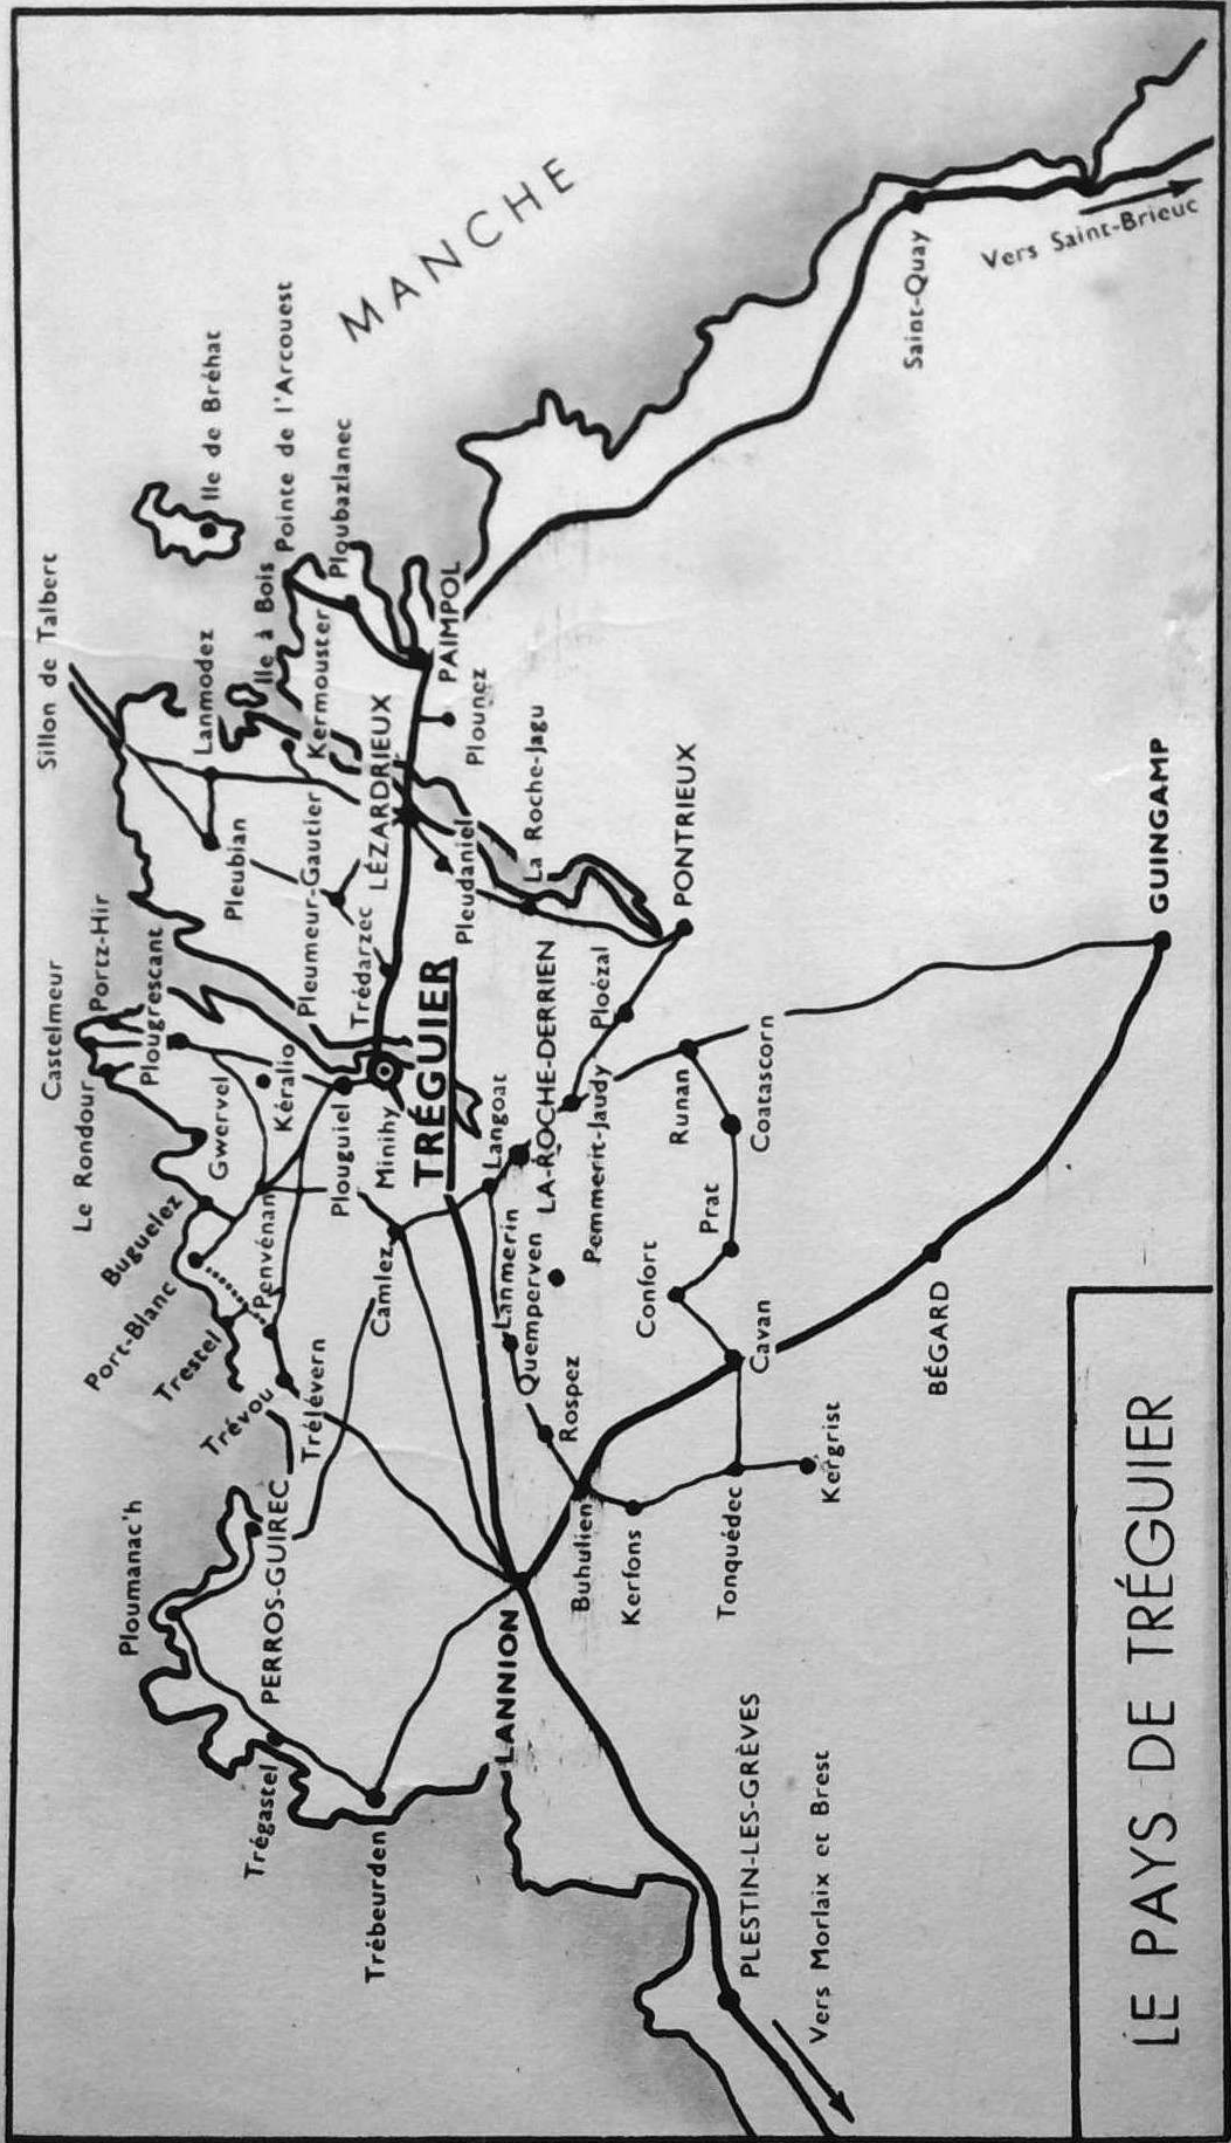 Sillon de Talbert
Castelmeur
Le Rondour
Portz-Hir
Plougrescant
Ile de Bréhat
Lanmodez
Ile à Bois
Pointe de l'Arcouest
Pleubian
Kermouster
Ploubazlanec
Buguelez
Port-Blanc
Gwervel
Kéralio
Ploumanac'h
Trestel
Penvénan
Pleumeur-Gautier
MANCHE
Trévou
Trélévern
Plouguiel
Trédarzec
LÉZARDRIEUX
PERROS-GUIREC
Trégastel
Camlez
Minihy
TRÉGUIER
PAIMPOL
Plounez
Pleudaniel
Trébeurden
Langoat
La Roche-Jagu
LANNION
Lanmerin
Quemperven
LA-ROCHE-DERRIEN
Rospez
Buhulien
Pemmerit-Jaudy
Ploézal
PONTRIEUX
Kerfons
Confort
Runan
Prat
Coatascorn
Tonquédec
Cavan
PLESTIN-LES-GRÈVES
Vers Morlaix et Brest
Kergrist
Saint-Quay
BÉGARD
Vers Saint-Brieuc
GUINGAMP
LE PAYS DE TRÉGUIER